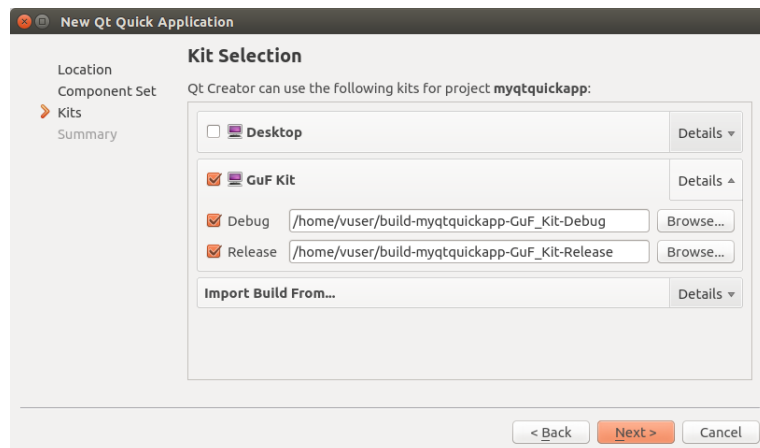 New Qt Quick Application
Location
Component Set
Kits
Summary
Kit Selection
Qt Creator can use the following kits for project myqtquickapp:
Desktop
Details
GuF Kit
Details
Debug
/home/vuser/build-myqtquickapp-GuF_Kit-Debug
Browse...
Release
/home/vuser/build-myqtquickapp-GuF_Kit-Release
Browse...
Import Build From...
Details
< Back
Next >
Cancel